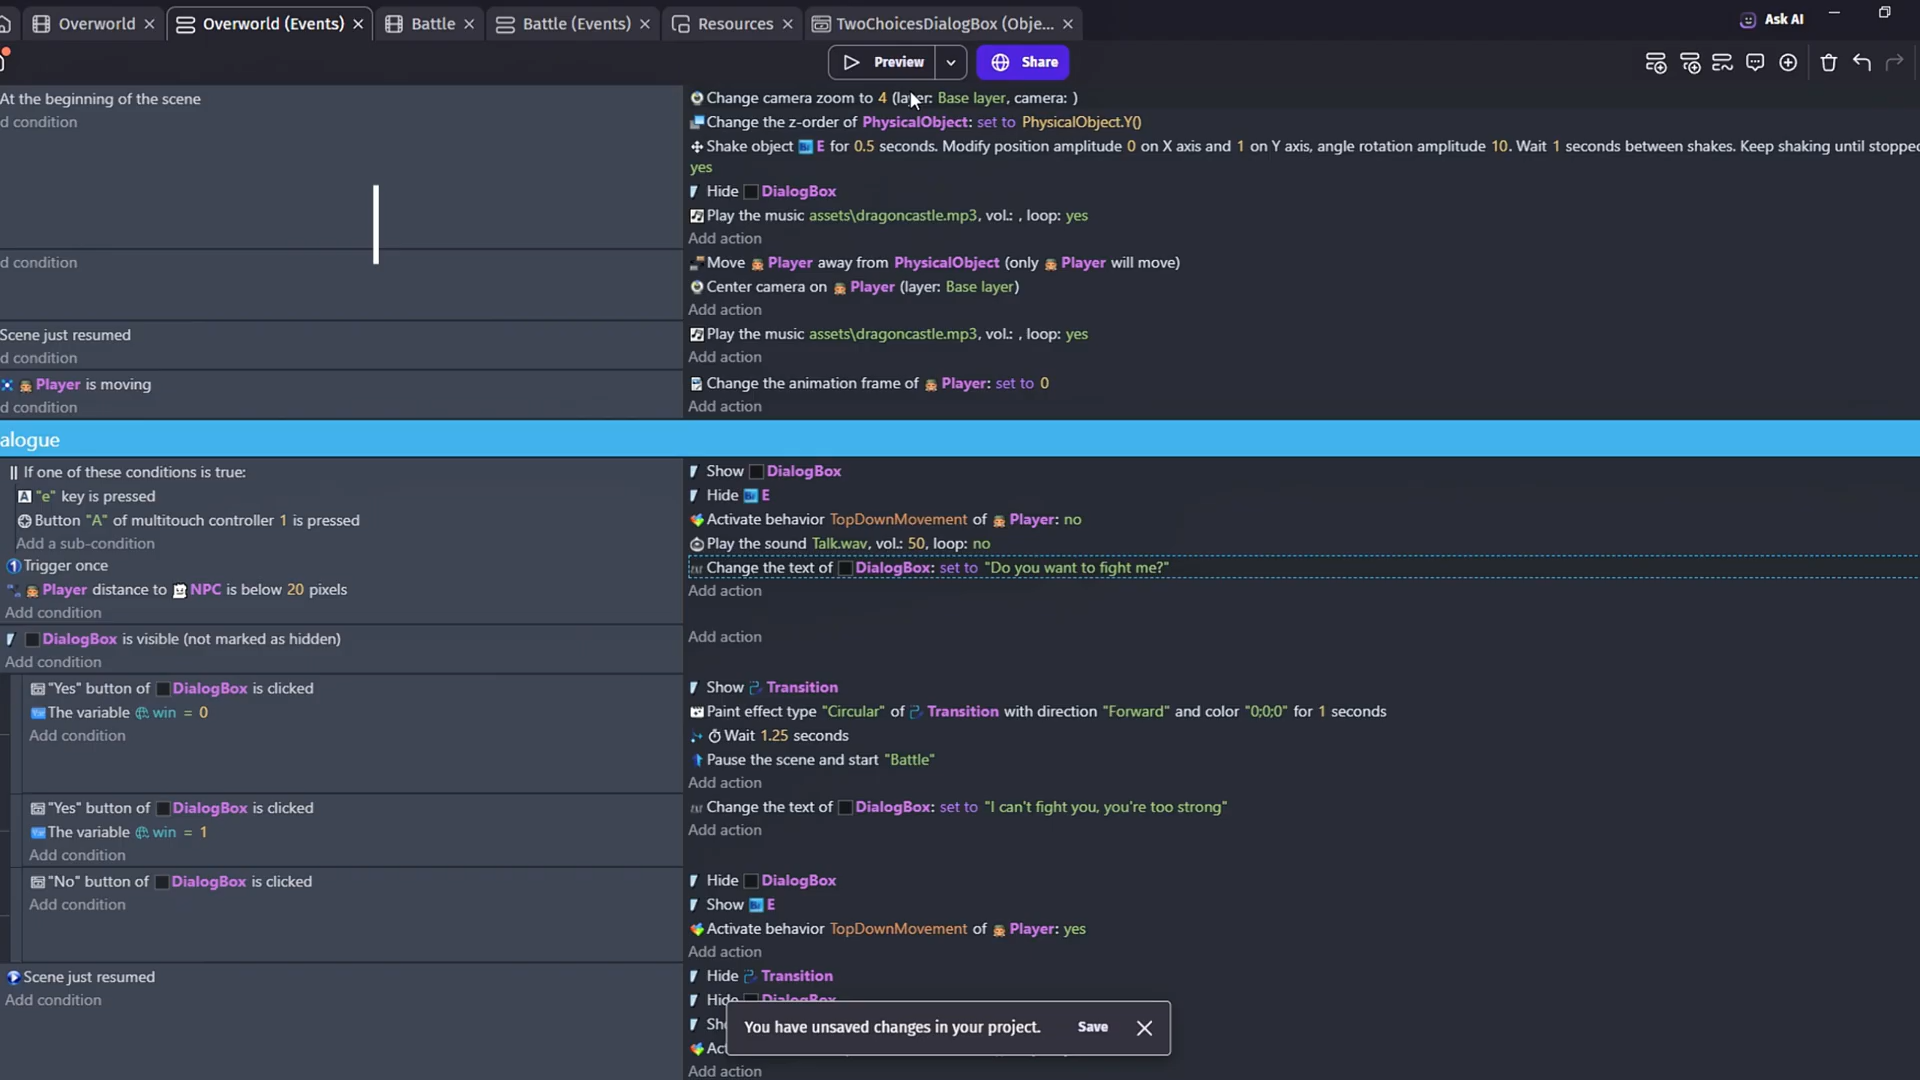 Overworld
Overworld (Events)
Battle
Battle (Events)
Resources
TwoChoicesDialogBox (Obje...
Ask AI
Preview
Share
At the beginning of the scene
d condition
Change camera zoom to 4 (layer: Base layer, camera: )
Change the z-order of PhysicalObject: set to PhysicalObject.Y()
Shake object E for 0.5 seconds. Modify position amplitude 0 on X axis and 1 on Y axis, angle rotation amplitude 10. Wait 1 seconds between shakes. Keep shaking until stopped
yes
Hide DialogBox
Play the music assets\dragoncastle.mp3, vol.: , loop: yes
Add action
d condition
Move Player away from PhysicalObject (only Player will move)
Center camera on Player (layer: Base layer)
Add action
Scene just resumed
d condition
Play the music assets\dragoncastle.mp3, vol.: , loop: yes
Add action
Player is moving
d condition
Change the animation frame of Player: set to 0
Add action
alogue
If one of these conditions is true:
"e" key is pressed
Button "A" of multitouch controller 1 is pressed
Add a sub-condition
Trigger once
Player distance to NPC is below 20 pixels
Add condition
Show DialogBox
Hide E
Activate behavior TopDownMovement of Player: no
Play the sound Talk.wav, vol.: 50, loop: no
Change the text of DialogBox: set to "Do you want to fight me?"
Add action
DialogBox is visible (not marked as hidden)
Add condition
Add action
"Yes" button of DialogBox is clicked
The variable win = 0
Add condition
Show Transition
Paint effect type "Circular" of Transition with direction "Forward" and color "0;0;0" for 1 seconds
Wait 1.25 seconds
Pause the scene and start "Battle"
Add action
"Yes" button of DialogBox is clicked
The variable win = 1
Add condition
Change the text of DialogBox: set to "I can't fight you, you're too strong"
Add action
"No" button of DialogBox is clicked
Add condition
Hide DialogBox
Show E
Activate behavior TopDownMovement of Player: yes
Add action
Scene just resumed
Add condition
Hide Transition
Hide DialogBox
Sh
Ac
Add action
You have unsaved changes in your project.
Save